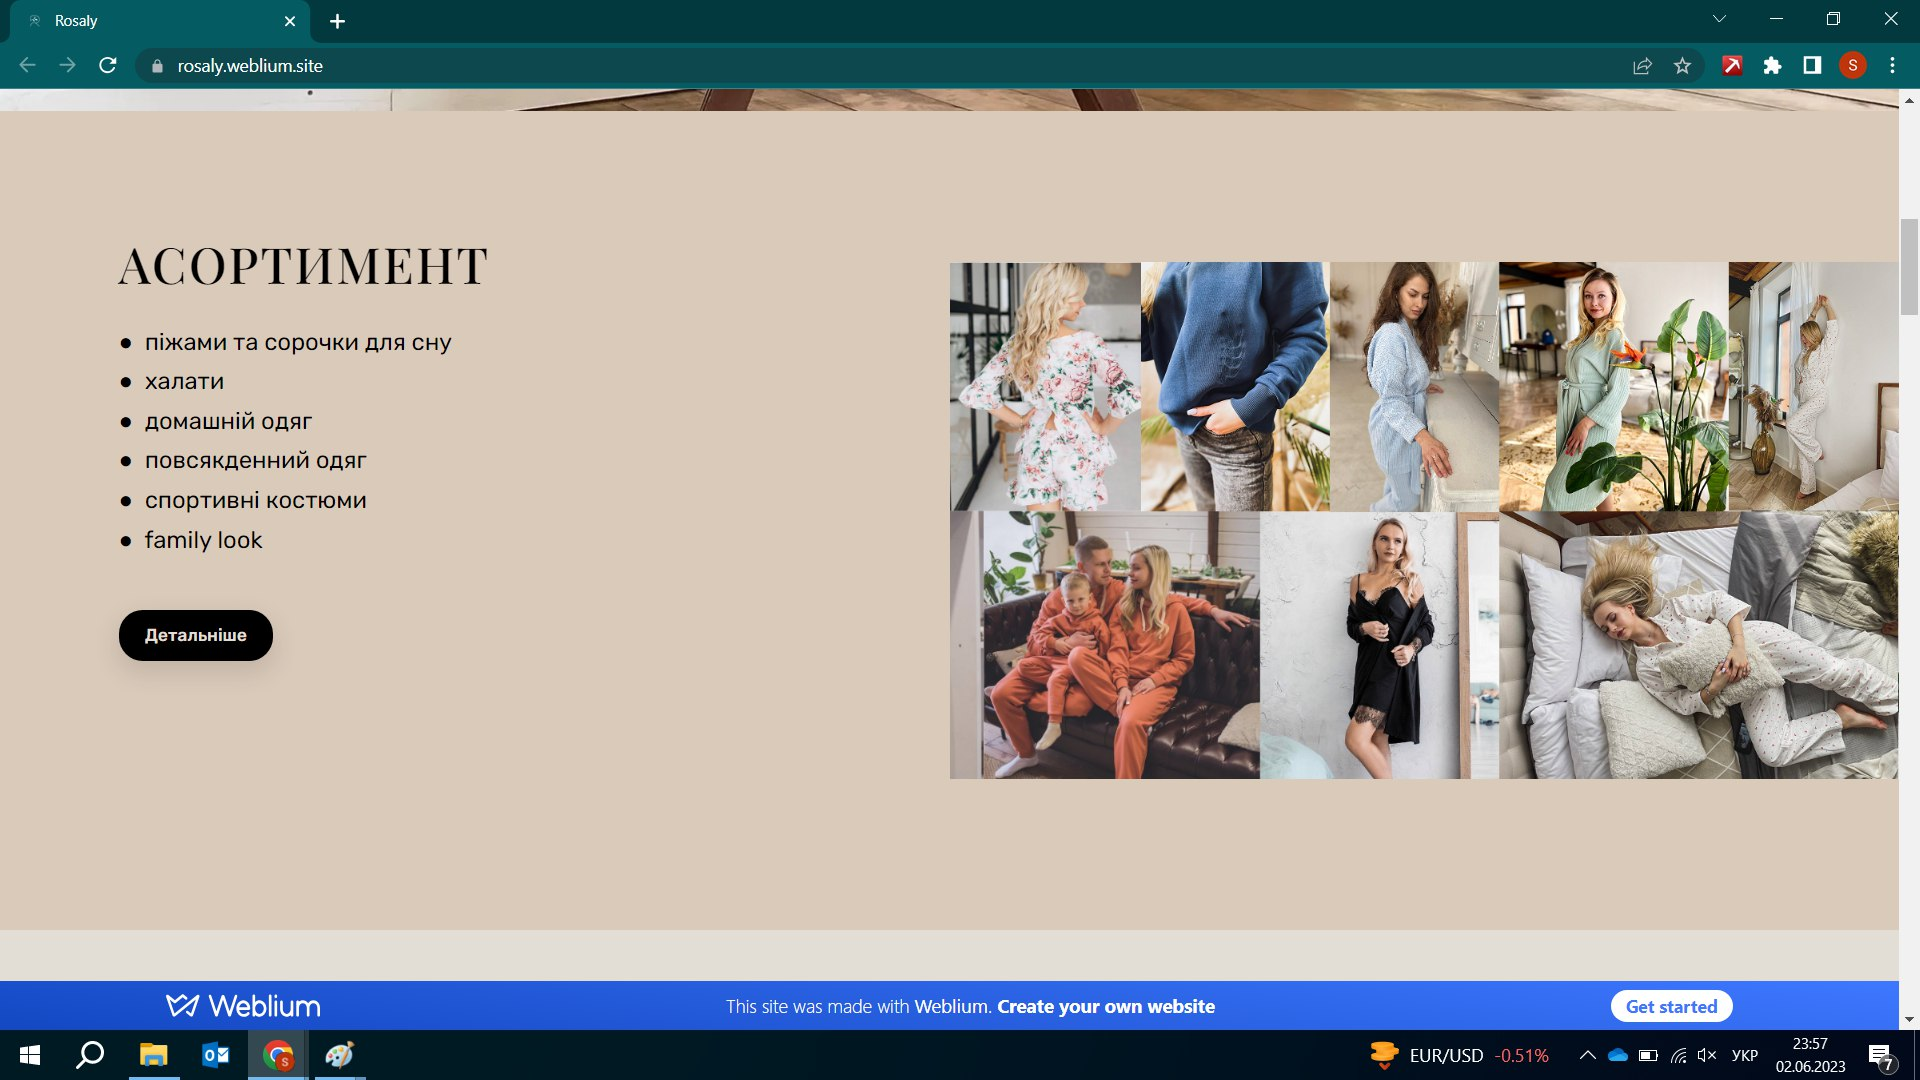 Rosaly
rosaly.weblium.site
S
АСОРТИМЕНТ
● піжами та сорочки для сну
● халати
● домашній одяг
● повсякденний одяг
● спортивні костюми
● family look
Детальніше
Weblium
This site was made with Weblium. Create your own website
Get started
EUR/USD -0.51%
УКР
23:57
02.06.2023
7